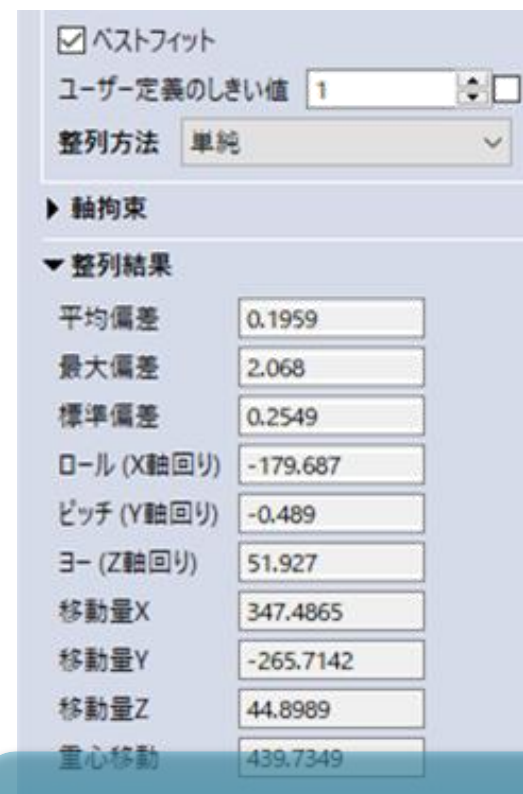 ベストフィット
ユーザー定義のしきい値 1
整列方法 単純
軸拘束
整列結果
平均偏差 0.1959
最大偏差 2.068
標準偏差 0.2549
ロール (X軸回り) -179.687
ピッチ (Y軸回り) -0.489
ヨー (Z軸回り) 51.927
移動量X 347.4865
移動量Y -265.7142
移動量Z 44.8989
重心移動 439.7349